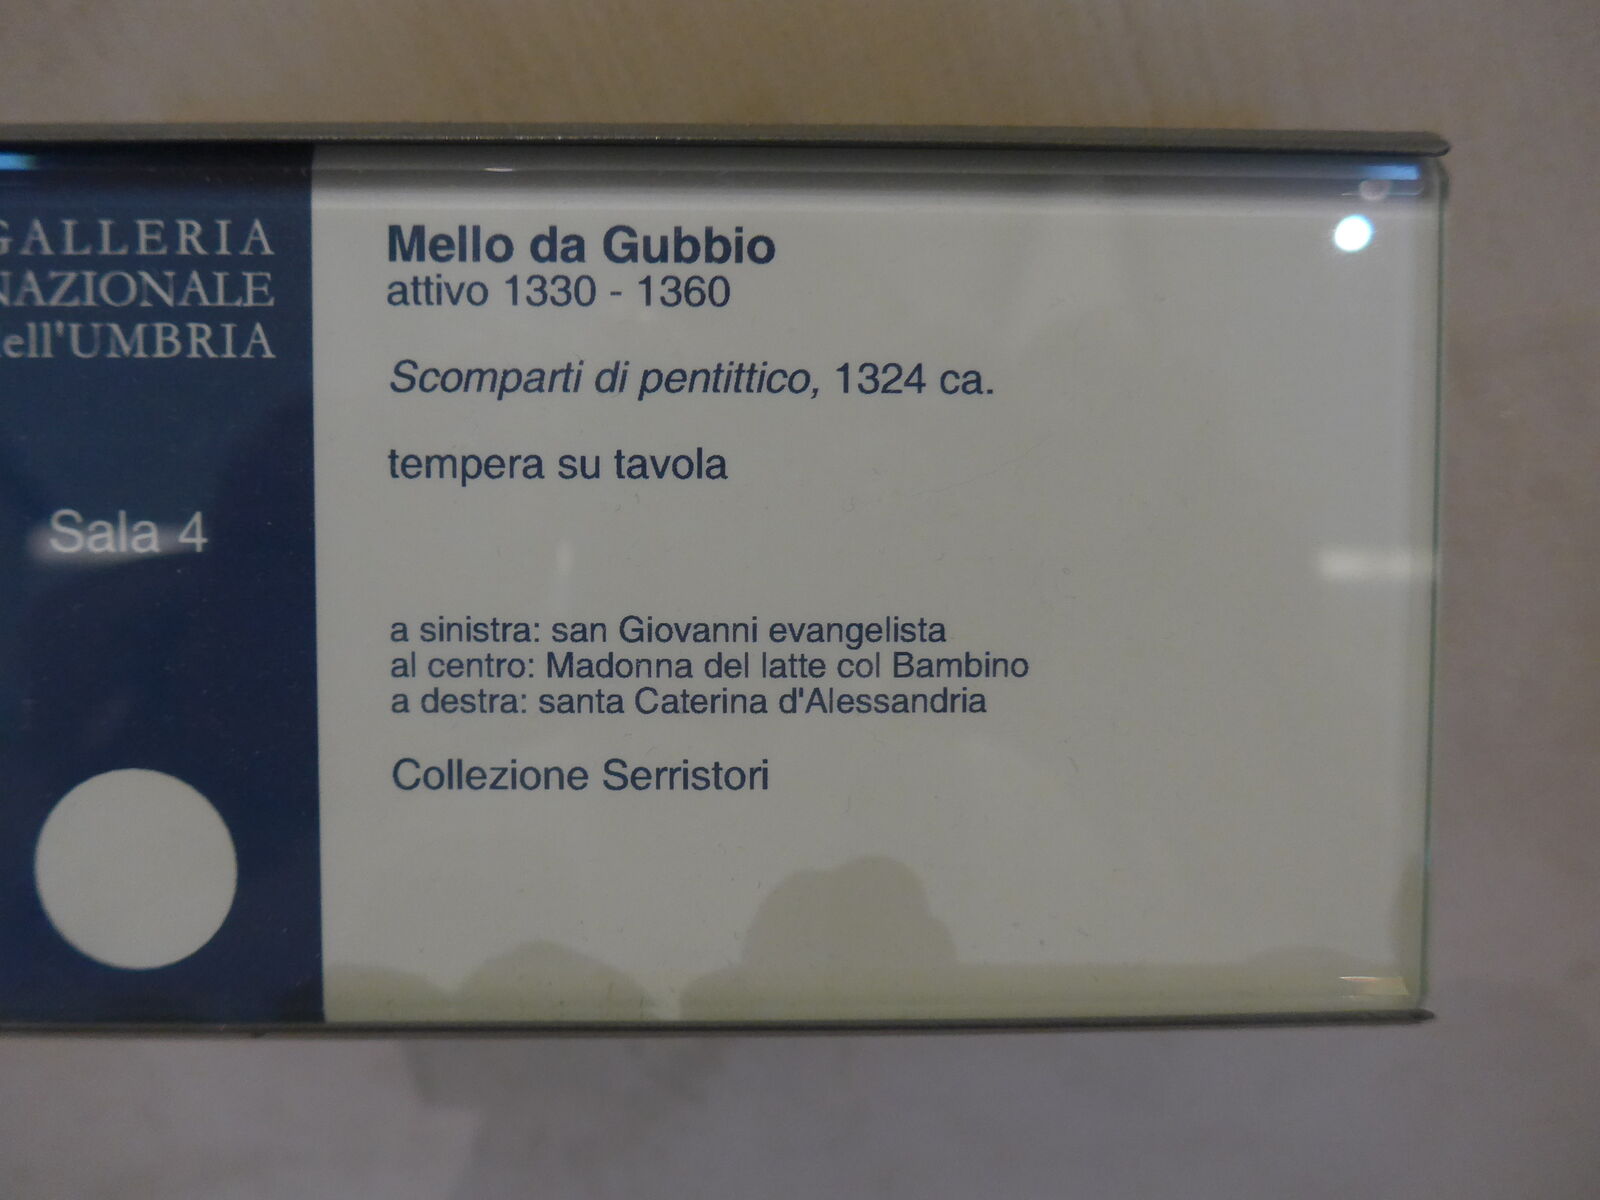 GALLERIA
NAZIONALE
dell'UMBRIA
Sala 4
Mello da Gubbio
attivo 1330 - 1360
Scomparti di pentittico, 1324 ca.
tempera su tavola
a sinistra: san Giovanni evangelista
al centro: Madonna del latte col Bambino
a destra: santa Caterina d'Alessandria
Collezione Serristori